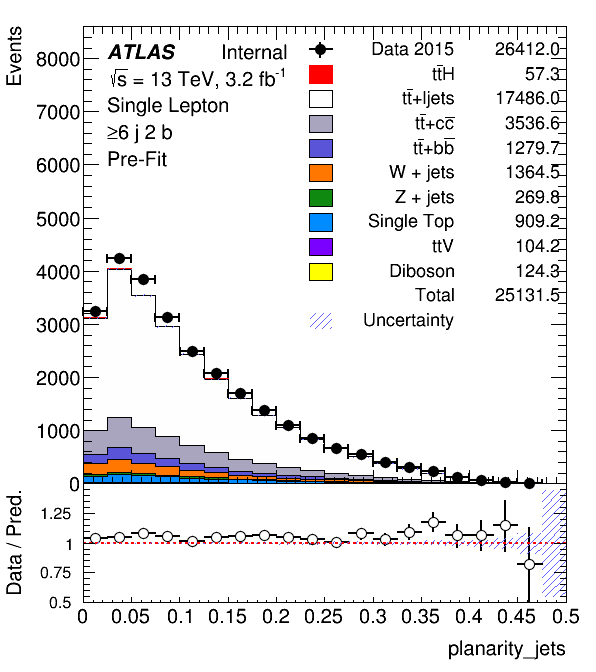 Events
8000
7000
6000
5000
4000
3000
2000
1000
0
ATLAS Internal
√s = 13 TeV, 3.2 fb⁻¹
Single Lepton
≥6 j 2 b
Pre-Fit
Data 2015 26412.0
tt̄H 57.3
tt̄+ljets 17486.0
tt̄+cc̄ 3536.6
tt̄+bb̄ 1279.7
W + jets 1364.5
Z + jets 269.8
Single Top 909.2
ttV 104.2
Diboson 124.3
Total 25131.5
Uncertainty
Data / Pred.
1.25
1
0.75
0.5
0 0.05 0.1 0.15 0.2 0.25 0.3 0.35 0.4 0.45 0.5
planarity_jets